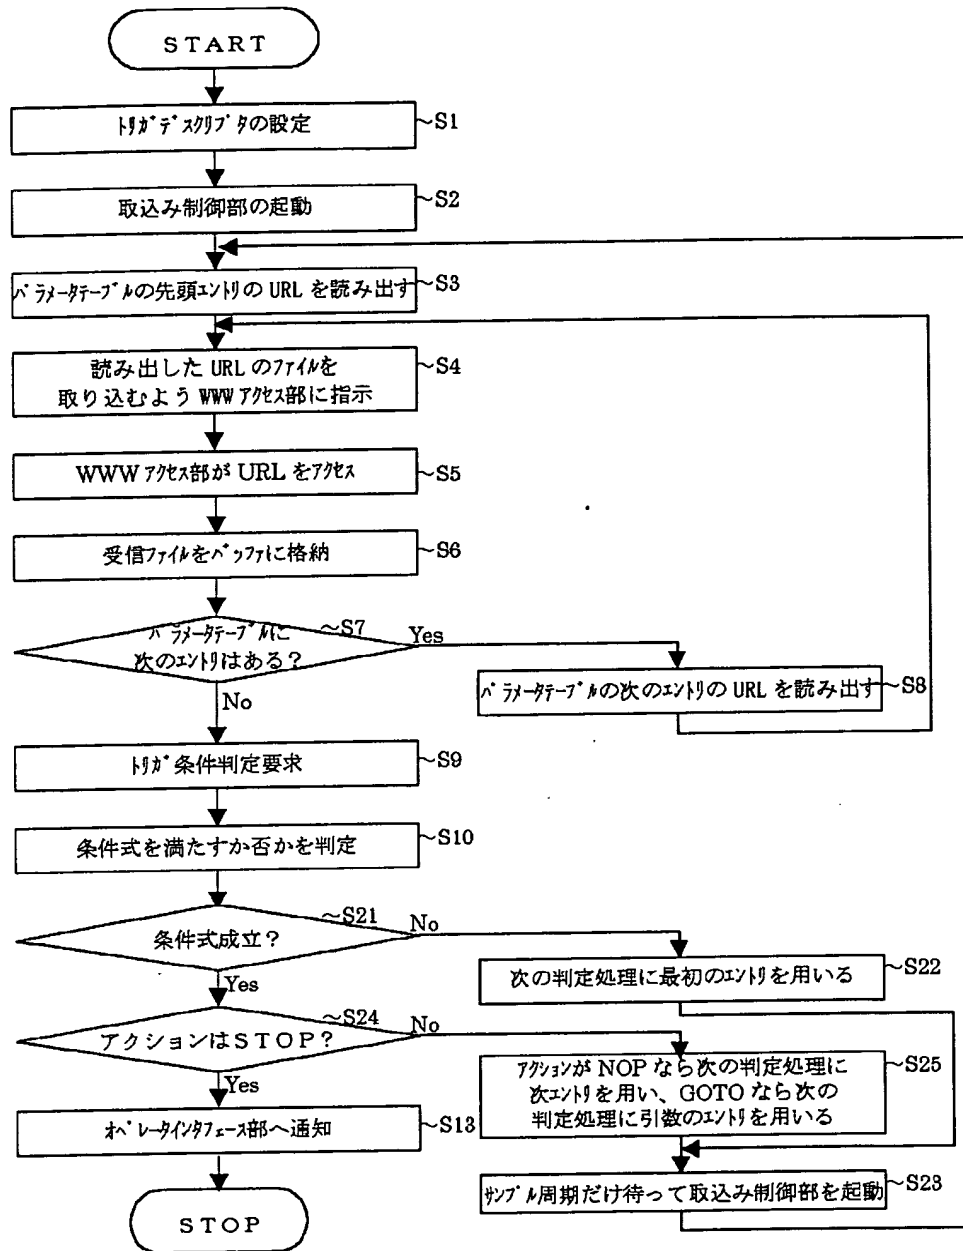 START
トリガデスクリプタの設定
~S1
取込み制御部の起動
~S2
パラメータテーブルの先頭エントリの URL を読み出す
~S3
読み出した URL のファイルを
取り込むよう WWW アクセス部に指示
~S4
WWW アクセス部が URL をアクセス
~S5
受信ファイルをバッファに格納
~S6
パラメータテーブルに
次のエントリはある?
~S7
Yes
No
パラメータテーブルの次のエントリの URL を読み出す
~S8
トリガ条件判定要求
~S9
条件式を満たすか否かを判定
~S10
条件式成立?
~S21
No
Yes
次の判定処理に最初のエントリを用いる
~S22
アクションはSTOP?
~S24
No
Yes
アクションが NOP なら次の判定処理に
次エントリを用い、GOTO なら次の
判定処理に引数のエントリを用いる
~S25
オペレータインタフェース部へ通知
~S13
サンプル周期だけ待って取込み制御部を起動
~S23
STOP